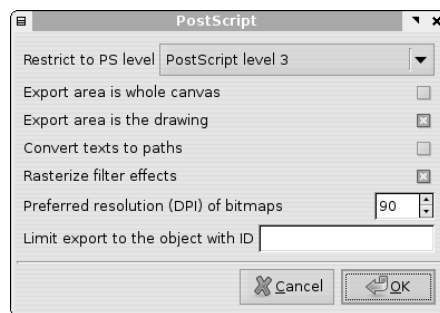 PostScript
Restrict to PS level PostScript level 3
Export area is whole canvas
Export area is the drawing
Convert texts to paths
Rasterize filter effects
Preferred resolution (DPI) of bitmaps 90
Limit export to the object with ID
Cancel OK